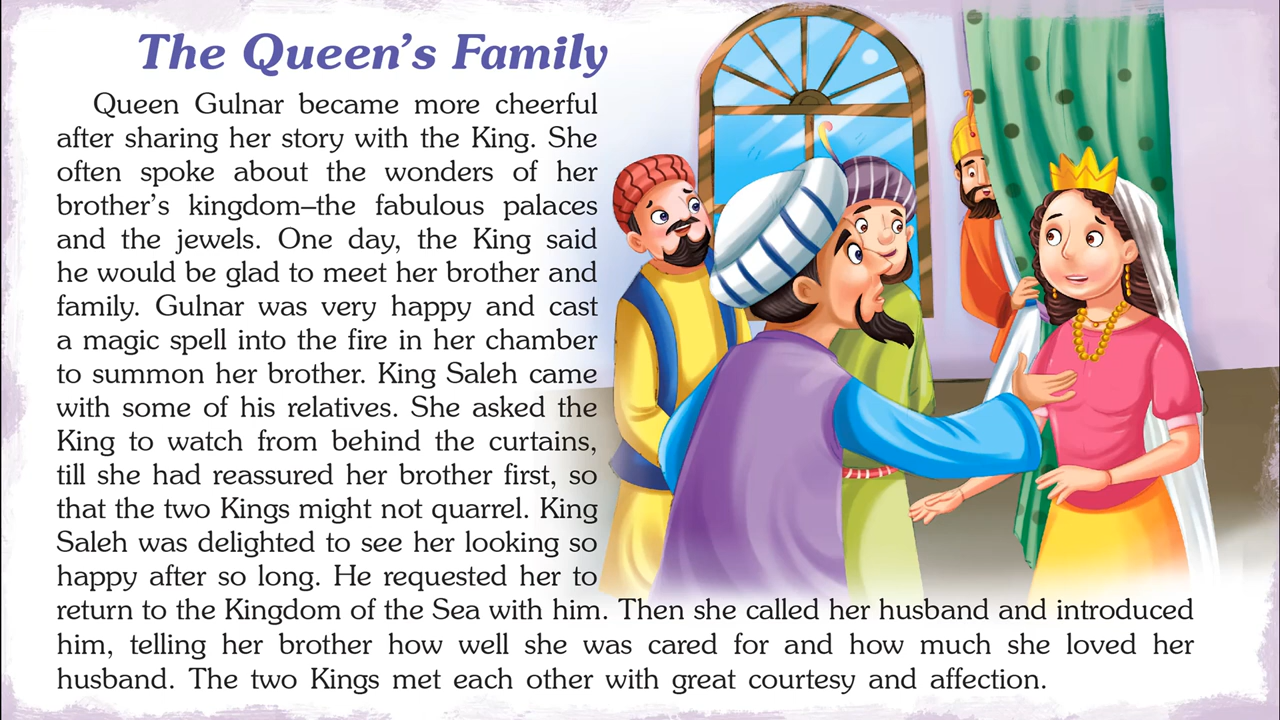 The Queen's Family
Queen Gulnar became more cheerful
after sharing her story with the King. She
often spoke about the wonders of her
brother's kingdom–the fabulous palaces
and the jewels. One day, the King said
he would be glad to meet her brother and
family. Gulnar was very happy and cast
a magic spell into the fire in her chamber
to summon her brother. King Saleh came
with some of his relatives. She asked the
King to watch from behind the curtains,
till she had reassured her brother first, so
that the two Kings might not quarrel. King
Saleh was delighted to see her looking so
happy after so long. He requested her to
return to the Kingdom of the Sea with him. Then she called her husband and introduced
him, telling her brother how well she was cared for and how much she loved her
husband. The two Kings met each other with great courtesy and affection.